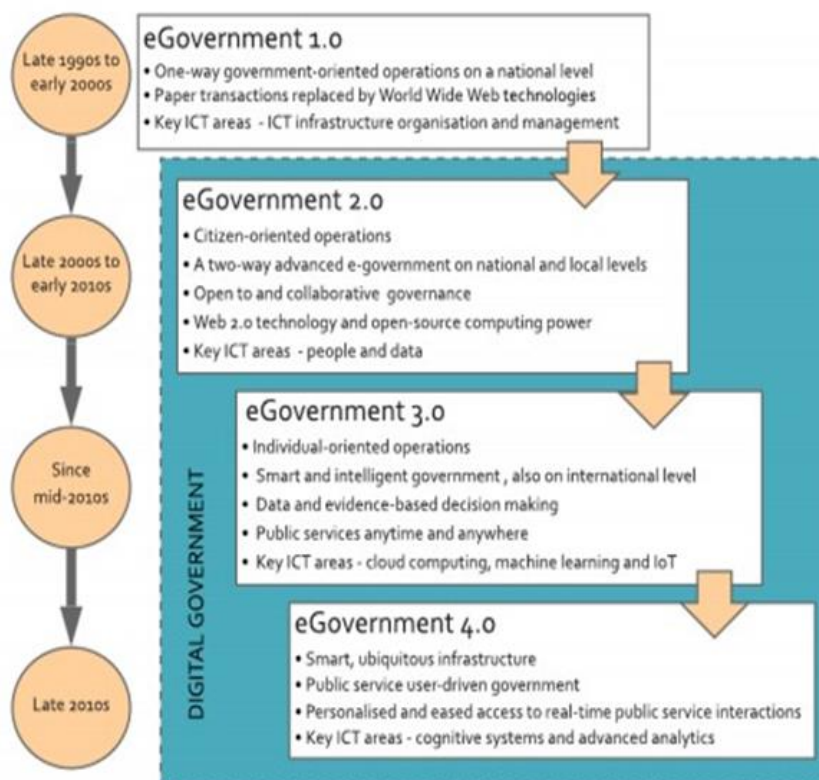 Late 1990s to
early 2000s
eGovernment 1.0
• One-way government-oriented operations on a national level
• Paper transactions replaced by World Wide Web technologies
• Key ICT areas - ICT infrastructure organisation and management
Late 2000s to
early 2010s
eGovernment 2.0
• Citizen-oriented operations
• A two-way advanced e-government on national and local levels
• Open to and collaborative governance
• Web 2.0 technology and open-source computing power
• Key ICT areas - people and data
Since
mid-2010s
eGovernment 3.0
• Individual-oriented operations
• Smart and intelligent government , also on international level
• Data and evidence-based decision making
• Public services anytime and anywhere
• Key ICT areas - cloud computing, machine learning and IoT
Late 2010s
eGovernment 4.0
• Smart, ubiquitous infrastructure
• Public service user-driven government
• Personalised and eased access to real-time public service interactions
• Key ICT areas - cognitive systems and advanced analytics
DIGITAL GOVERNMENT